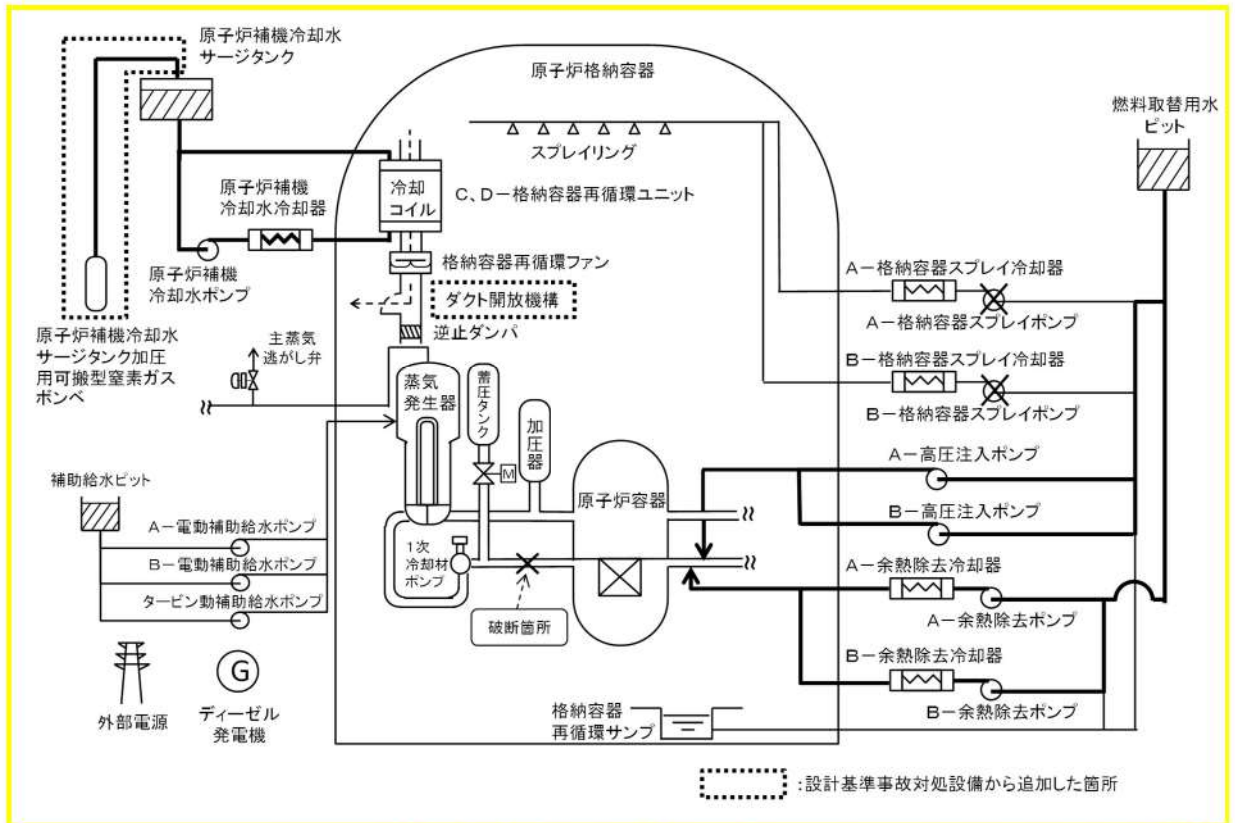 原子炉補機冷却水
サージタンク
原子炉格納容器
燃料取替用水
ピット
スプレイリング
冷却
コイル
C、D－格納容器再循環ユニット
原子炉補機
冷却水冷却器
格納容器再循環ファン
原子炉補機
冷却水ポンプ
ダクト開放機構
逆止ダンパ
原子炉補機冷却水
サージタンク加圧
用可搬型窒素ガス
ボンベ
主蒸気
逃がし弁
A－格納容器スプレイ冷却器
A－格納容器スプレイポンプ
B－格納容器スプレイ冷却器
B－格納容器スプレイポンプ
蒸気
発生器
蓄圧タンク
加圧器
M
原子炉容器
A－高圧注入ポンプ
B－高圧注入ポンプ
補助給水ピット
A－電動補助給水ポンプ
B－電動補助給水ポンプ
タービン動補助給水ポンプ
1次
冷却材
ポンプ
破断箇所
A－余熱除去冷却器
A－余熱除去ポンプ
B－余熱除去冷却器
B－余熱除去ポンプ
外部電源
G
ディーゼル
発電機
格納容器
再循環サンプ
:設計基準事故対処設備から追加した箇所